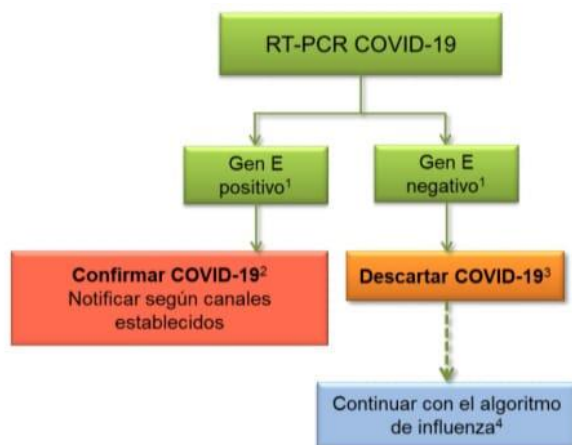 RT-PCR COVID-19
Gen E
positivo¹
Gen E
negativo¹
Confirmar COVID-19²
Notificar según canales
establecidos
Descartar COVID-19³
Continuar con el algoritmo
de influenza⁴